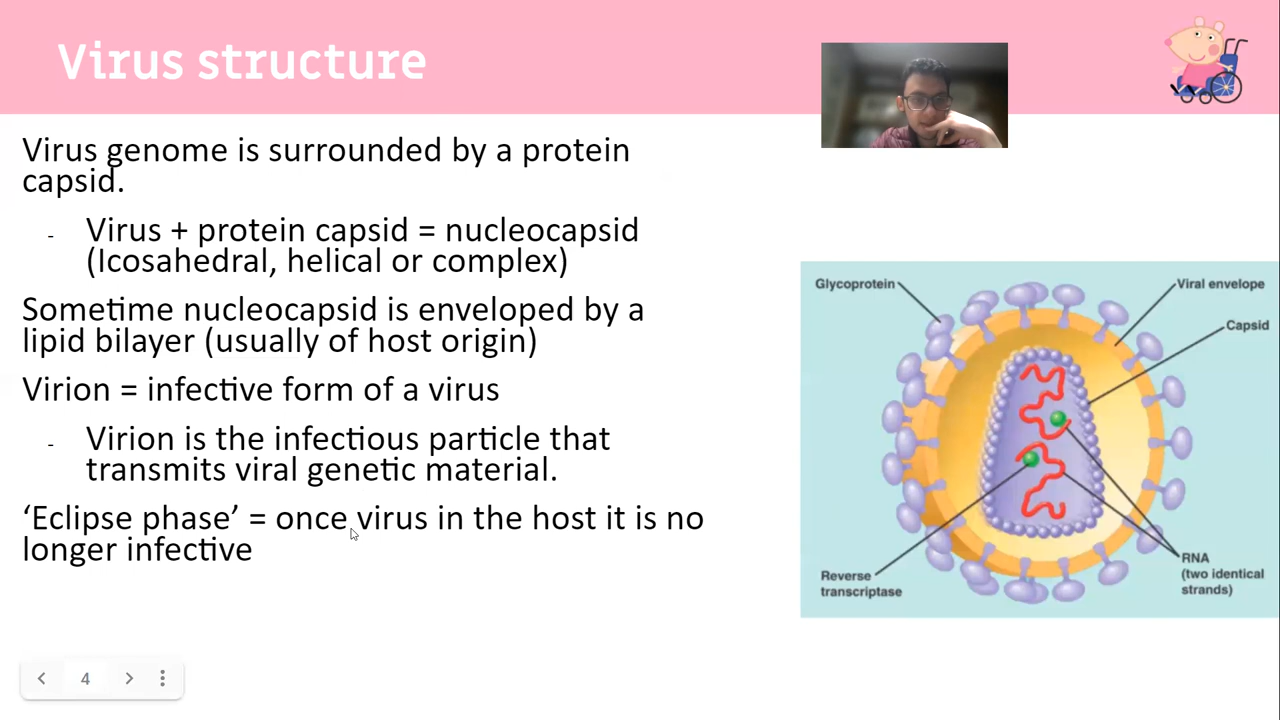 Virus structure
Virus genome is surrounded by a protein
capsid.
- Virus + protein capsid = nucleocapsid
(Icosahedral, helical or complex)
Sometime nucleocapsid is enveloped by a
lipid bilayer (usually of host origin)
Virion = infective form of a virus
- Virion is the infectious particle that
transmits viral genetic material.
‘Eclipse phase’ = once virus in the host it is no
longer infective
Glycoprotein
Viral envelope
Capsid
Reverse
transcriptase
RNA
(two identical
strands)
4